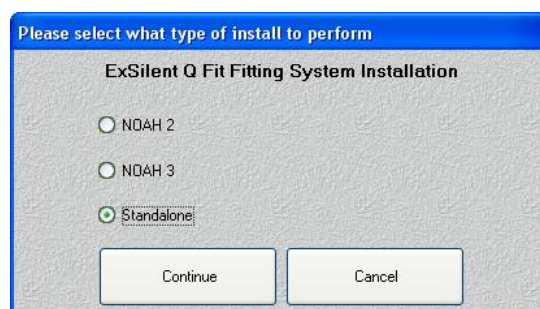 Please select what type of install to perform
ExSilent Q Fit Fitting System Installation
NOAH 2
NOAH 3
Standalone
Continue Cancel